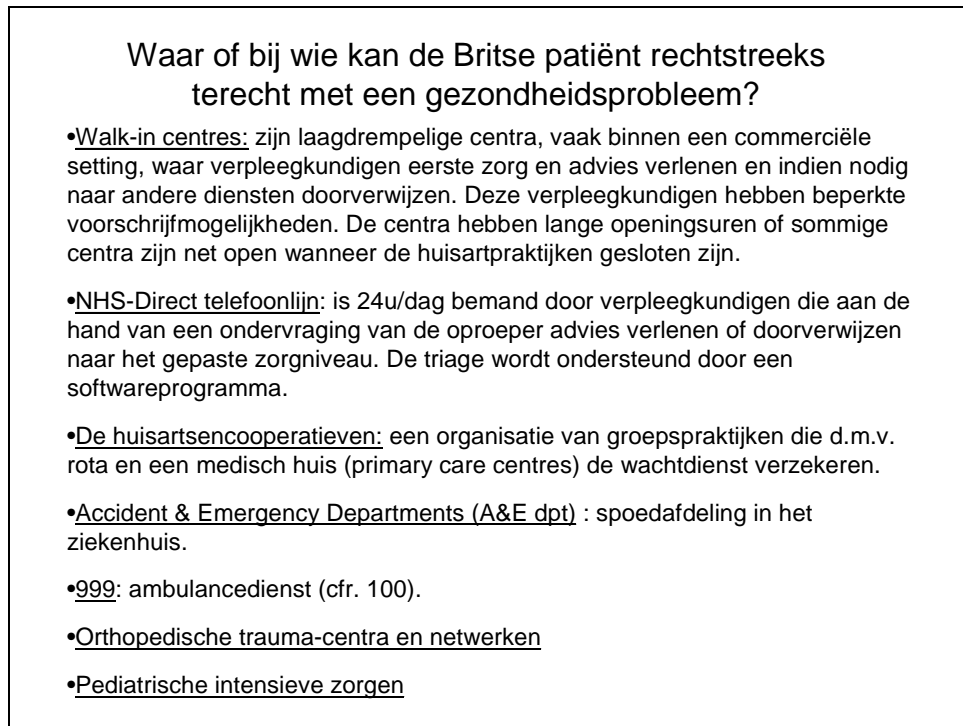 Waar of bij wie kan de Britse patiënt rechtstreeks
terecht met een gezondheidsprobleem?
•Walk-in centres: zijn laagdrempelige centra, vaak binnen een commerciële
setting, waar verpleegkundigen eerste zorg en advies verlenen en indien nodig
naar andere diensten doorverwijzen. Deze verpleegkundigen hebben beperkte
voorschrijfmogelijkheden. De centra hebben lange openingsuren of sommige
centra zijn net open wanneer de huisartpraktijken gesloten zijn.
•NHS-Direct telefoonlijn: is 24u/dag bemand door verpleegkundigen die aan de
hand van een ondervraging van de oproeper advies verlenen of doorverwijzen
naar het gepaste zorgniveau. De triage wordt ondersteund door een
softwareprogramma.
•De huisartsencooperatieven: een organisatie van groepspraktijken die d.m.v.
rota en een medisch huis (primary care centres) de wachtdienst verzekeren.
•Accident & Emergency Departments (A&E dpt) : spoedafdeling in het
ziekenhuis.
•999: ambulancedienst (cfr. 100).
•Orthopedische trauma-centra en netwerken
•Pediatrische intensieve zorgen